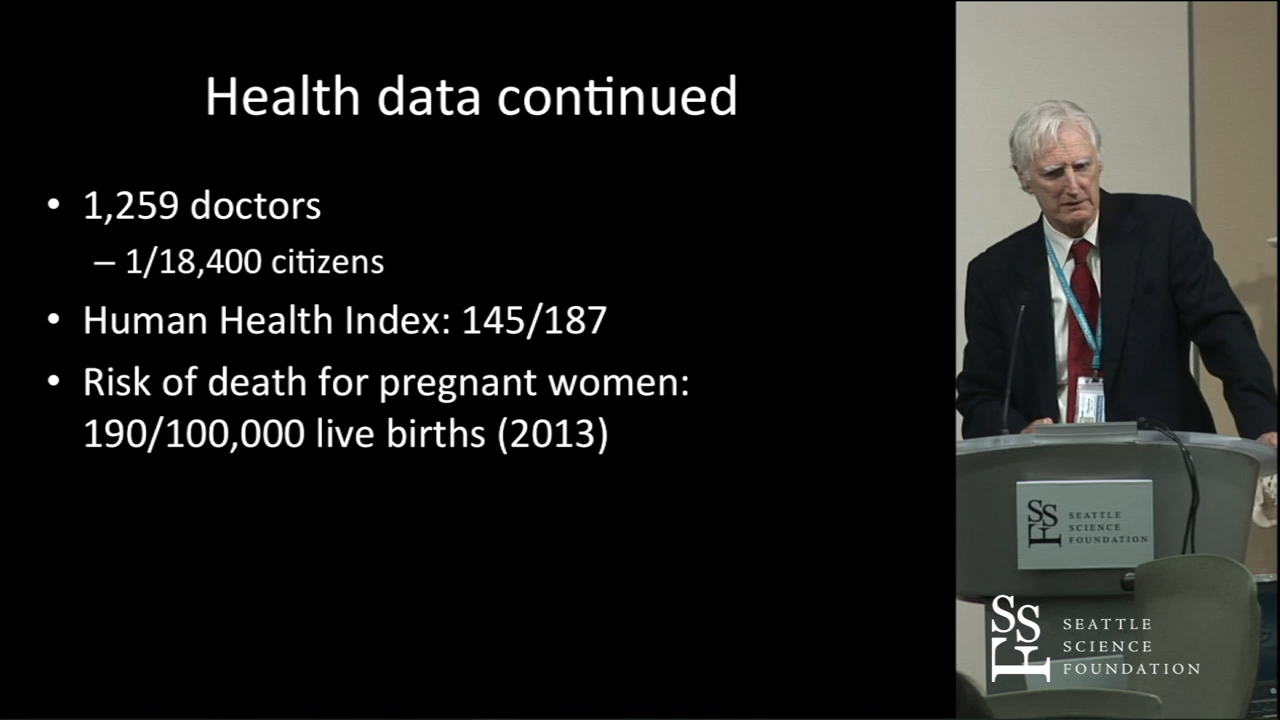 Health data continued
• 1,259 doctors
– 1/18,400 citizens
• Human Health Index: 145/187
• Risk of death for pregnant women:
190/100,000 live births (2013)
SSF
SEATTLE
SCIENCE
FOUNDATION
SSF
SEATTLE
SCIENCE
FOUNDATION